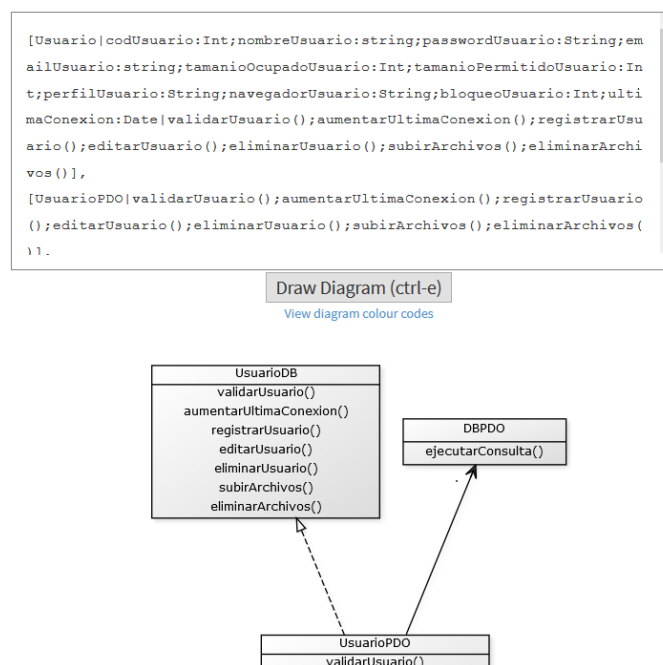 [Usuario|codUsuario:Int;nombreUsuario:string;passwordUsuario:String;em
ailUsuario:string;tamanioOcupadoUsuario:Int;tamanioPermitidoUsuario:In
t;perfilUsuario:String;navegadorUsuario:String;bloqueoUsuario:Int;ulti
maConexion:Date|validarUsuario();aumentarUltimaConexion();registrarUsu
ario();editarUsuario();eliminarUsuario();subirArchivos();eliminarArchi
vos()],
[UsuarioPDO|validarUsuario();aumentarUltimaConexion();registrarUsuario
();editarUsuario();eliminarUsuario();subirArchivos();eliminarArchivos(
)],
Draw Diagram (ctrl-e)
View diagram colour codes
UsuarioDB
validarUsuario()
aumentarUltimaConexion()
registrarUsuario()
editarUsuario()
eliminarUsuario()
subirArchivos()
eliminarArchivos()
DBPDO
ejecutarConsulta()
UsuarioPDO
validarUsuario()